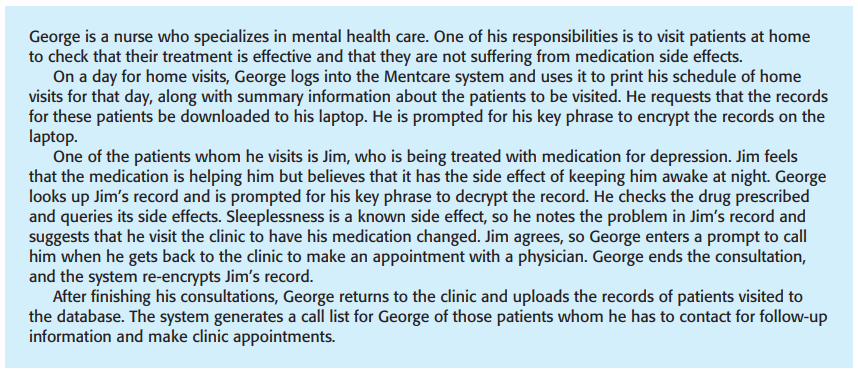 George is a nurse who specializes in mental health care. One of his responsibilities is to visit patients at home
to check that their treatment is effective and that they are not suffering from medication side effects.
On a day for home visits, George logs into the Mentcare system and uses it to print his schedule of home
visits for that day, along with summary information about the patients to be visited. He requests that the records
for these patients be downloaded to his laptop. He is prompted for his key phrase to encrypt the records on the
laptop.
One of the patients whom he visits is Jim, who is being treated with medication for depression. Jim feels
that the medication is helping him but believes that it has the side effect of keeping him awake at night. George
looks up Jim's record and is prompted for his key phrase to decrypt the record. He checks the drug prescribed
and queries its side effects. Sleeplessness is a known side effect, so he notes the problem in Jim's record and
suggests that he visit the clinic to have his medication changed. Jim agrees, so George enters a prompt to call
him when he gets back to the clinic to make an appointment with a physician. George ends the consultation,
and the system re-encrypts Jim's record.
After finishing his consultations, George returns to the clinic and uploads the records of patients visited to
the database. The system generates a call list for George of those patients whom he has to contact for follow-up
information and make clinic appointments.